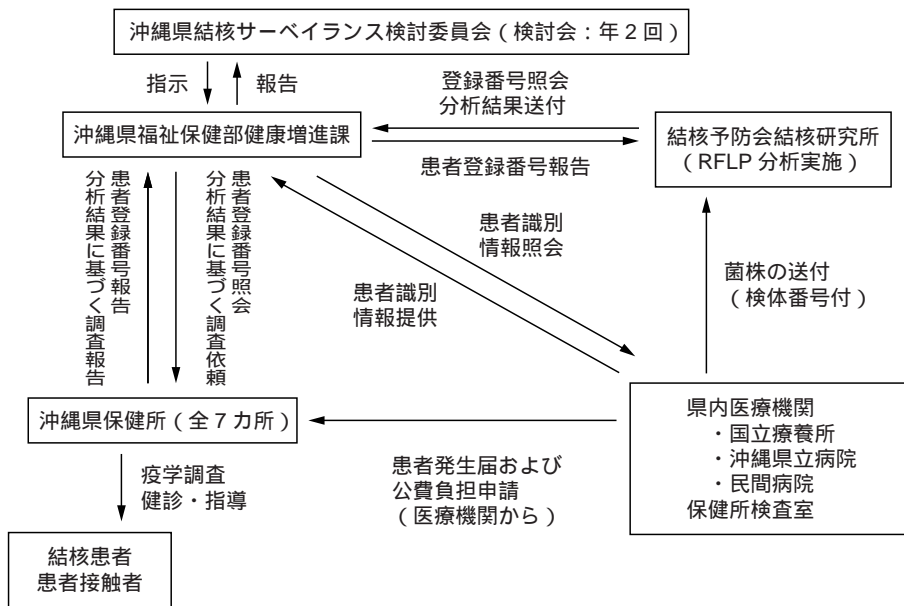 沖縄県結核サーベイランス検討委員会（検討会：年２回）
指示
報告
登録番号照会
分析結果送付
沖縄県福祉保健部健康増進課
結核予防会結核研究所
（RFLP 分析実施）
患者登録番号報告
患者登録番号報告
分析結果に基づく調査報告
患者登録番号照会
分析結果に基づく調査依頼
患者識別
情報照会
患者識別
情報提供
菌株の送付
（検体番号付）
沖縄県保健所（全７カ所）
県内医療機関
・国立療養所
・沖縄県立病院
・民間病院
保健所検査室
患者発生届および
公費負担申請
（医療機関から）
疫学調査
健診・指導
結核患者
患者接触者